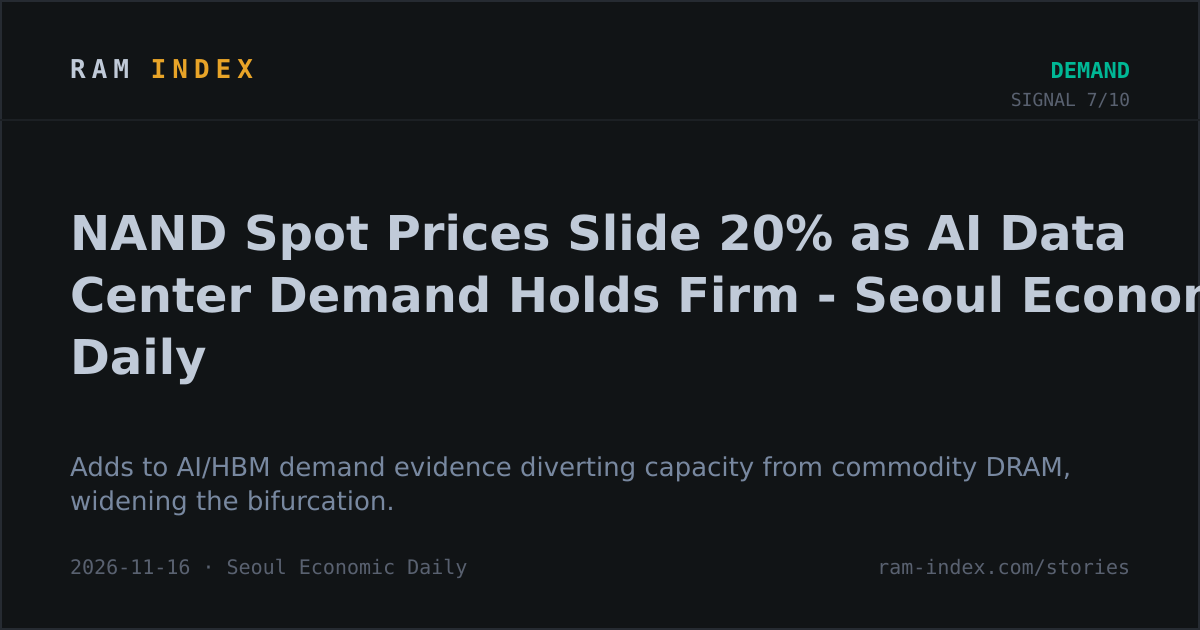 RAM INDEX
DEMAND
SIGNAL 7/10
NAND Spot Prices Slide 20% as AI Data
Center Demand Holds Firm - Seoul Econo
Daily
Adds to AI/HBM demand evidence diverting capacity from commodity DRAM,
widening the bifurcation.
2026-11-16 · Seoul Economic Daily
ram-index.com/stories